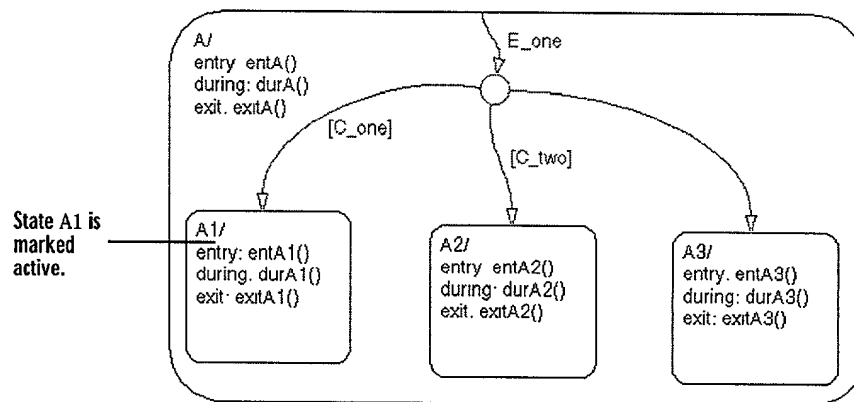 A/
entry entA()
during: durA()
exit. exitA()
E_one
[C_one]
[C_two]
State A1 is
marked
active.
A1/
entry: entA1()
during. durA1()
exit· exitA1()
A2/
entry entA2()
during· durA2()
exit. exitA2()
A3/
entry. entA3()
during: durA3()
exit: exitA3()